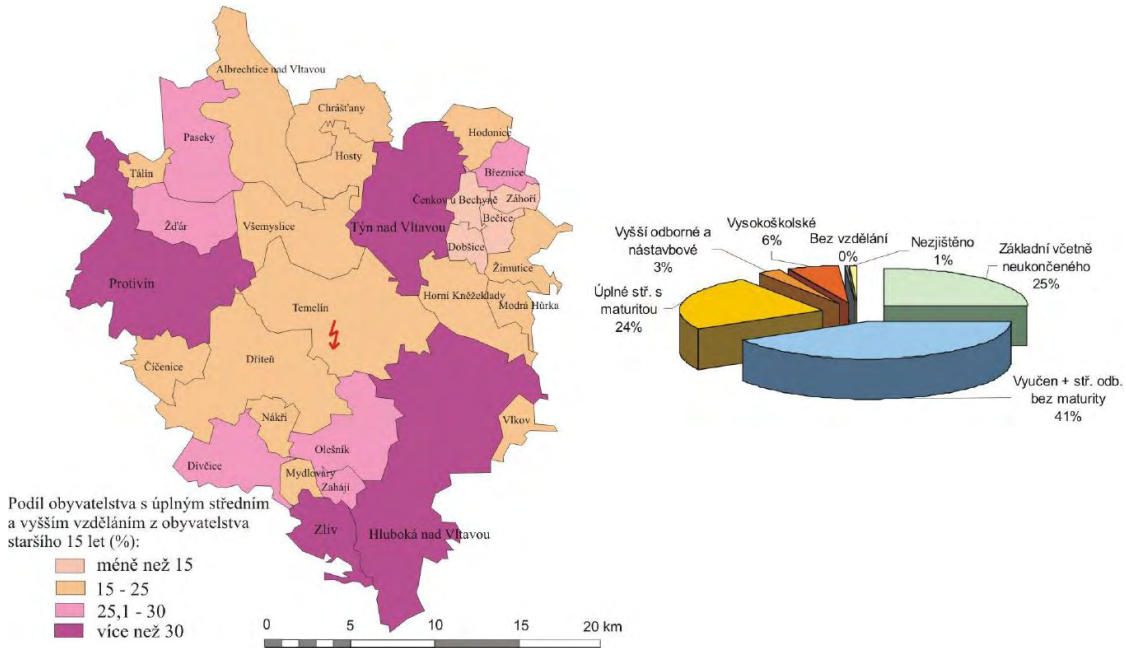 Albrechtice nad Vltavou
Chrášťany
Paseky
Hodonice
Hosty
Tálín
Březnice
Čenkov u Bechyně
Záhoří
Bečice
Žďár
Všemyslice
Týn nad Vltavou
Dobšice
Žimutice
Protivín
Horní Kněžeklady
Modrá Hůrka
Temelín
Číčenice
Dříteň
Nákří
Vlkov
Olešník
Dívčice
Mydlováry
Zahájí
Zliv
Hluboká nad Vltavou
Podíl obyvatelstva s úplným středním
a vyšším vzděláním z obyvatelstva
staršího 15 let (%):
méně než 15
15 - 25
25,1 - 30
více než 30
0 5 10 15 20 km
Vysokoškolské
6%
Bez vzdělání
0%
Nezjištěno
1%
Vyšší odborné a
nástavbové
3%
Základní včetně
neukončeného
25%
Úplné stř. s
maturitou
24%
Vyučen + stř. odb.
bez maturity
41%